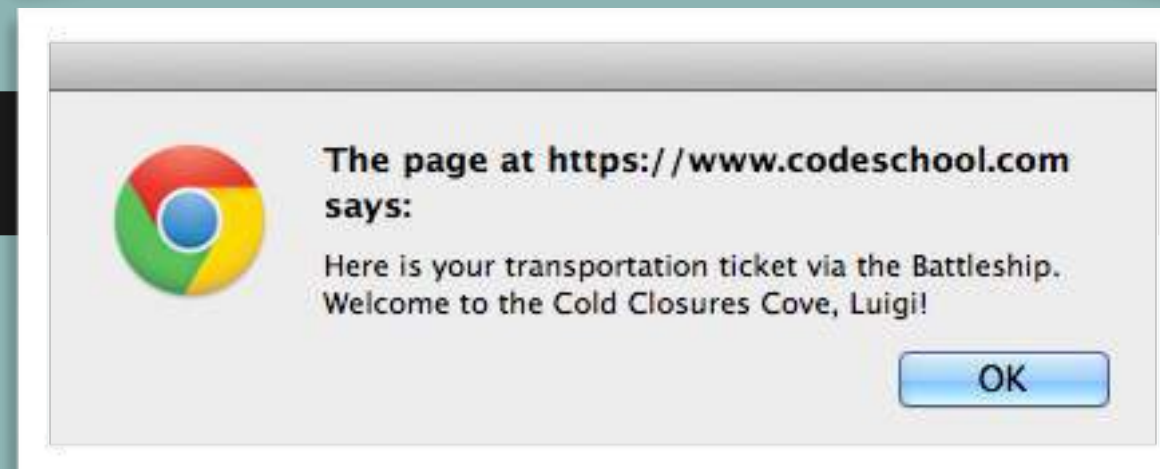 The page at https://www.codeschool.com
says:
Here is your transportation ticket via the Battleship.
Welcome to the Cold Closures Cove, Luigi!
OK